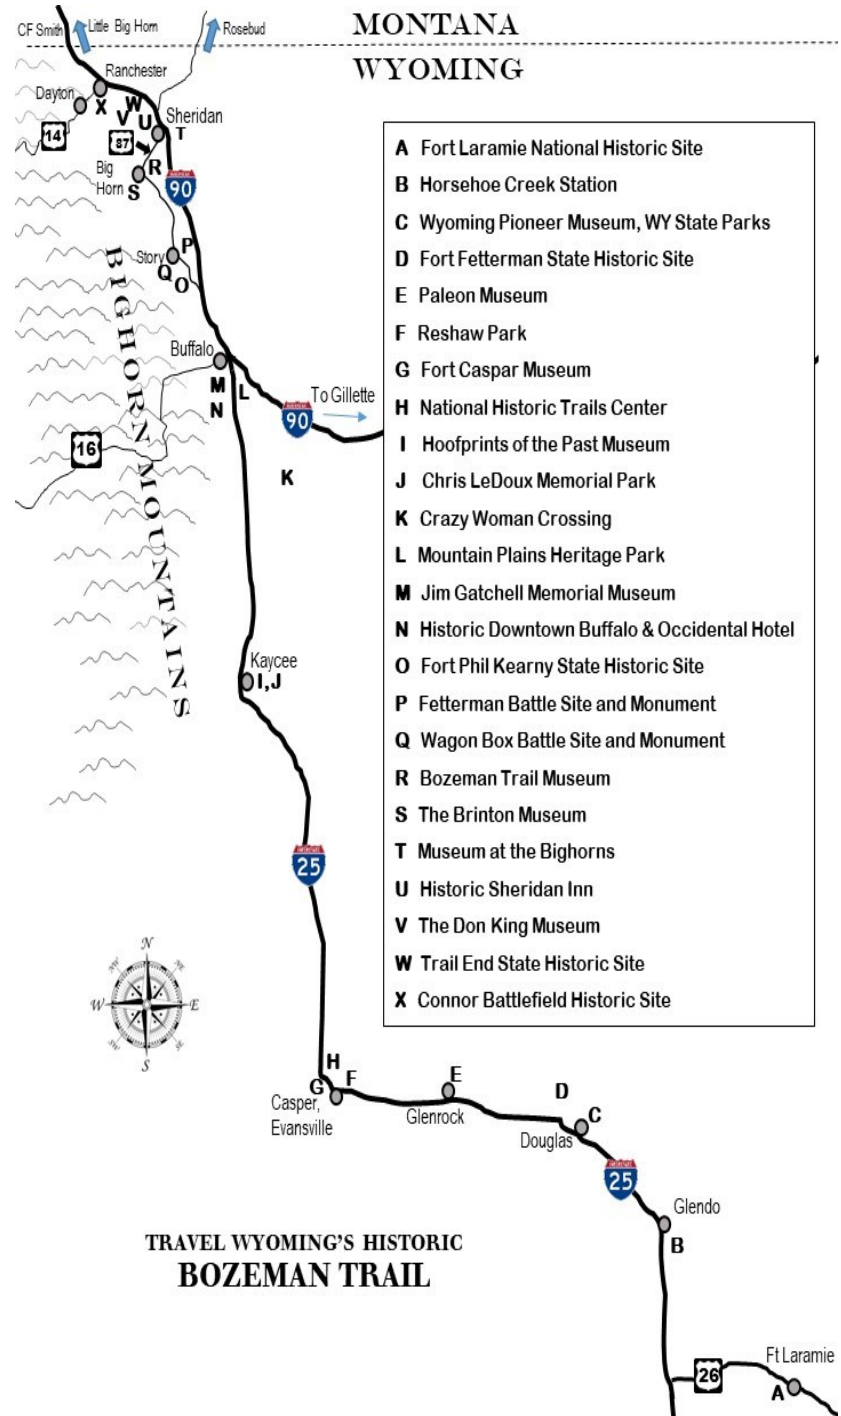 MONTANA
WYOMING
CF Smith
Little Big Horn
Rosebud
Ranchester
Dayton
X
W
V
U
Sheridan
T
14
87
Big
Horn
R
S
90
Story
P
Q
O
Buffalo
M
N
L
To Gillette
90
16
K
BIGHORN MOUNTAINS
Kaycee
I,J
25
A Fort Laramie National Historic Site
B Horsehoe Creek Station
C Wyoming Pioneer Museum, WY State Parks
D Fort Fetterman State Historic Site
E Paleon Museum
F Reshaw Park
G Fort Caspar Museum
H National Historic Trails Center
I Hoofprints of the Past Museum
J Chris LeDoux Memorial Park
K Crazy Woman Crossing
L Mountain Plains Heritage Park
M Jim Gatchell Memorial Museum
N Historic Downtown Buffalo & Occidental Hotel
O Fort Phil Kearny State Historic Site
P Fetterman Battle Site and Monument
Q Wagon Box Battle Site and Monument
R Bozeman Trail Museum
S The Brinton Museum
T Museum at the Bighorns
U Historic Sheridan Inn
V The Don King Museum
W Trail End State Historic Site
X Connor Battlefield Historic Site
N
NW
NE
W
E
SW
SE
S
H
G
F
Casper,
Evansville
E
Glenrock
D
C
Douglas
25
Glendo
B
TRAVEL WYOMING'S HISTORIC
BOZEMAN TRAIL
26
Ft Laramie
A